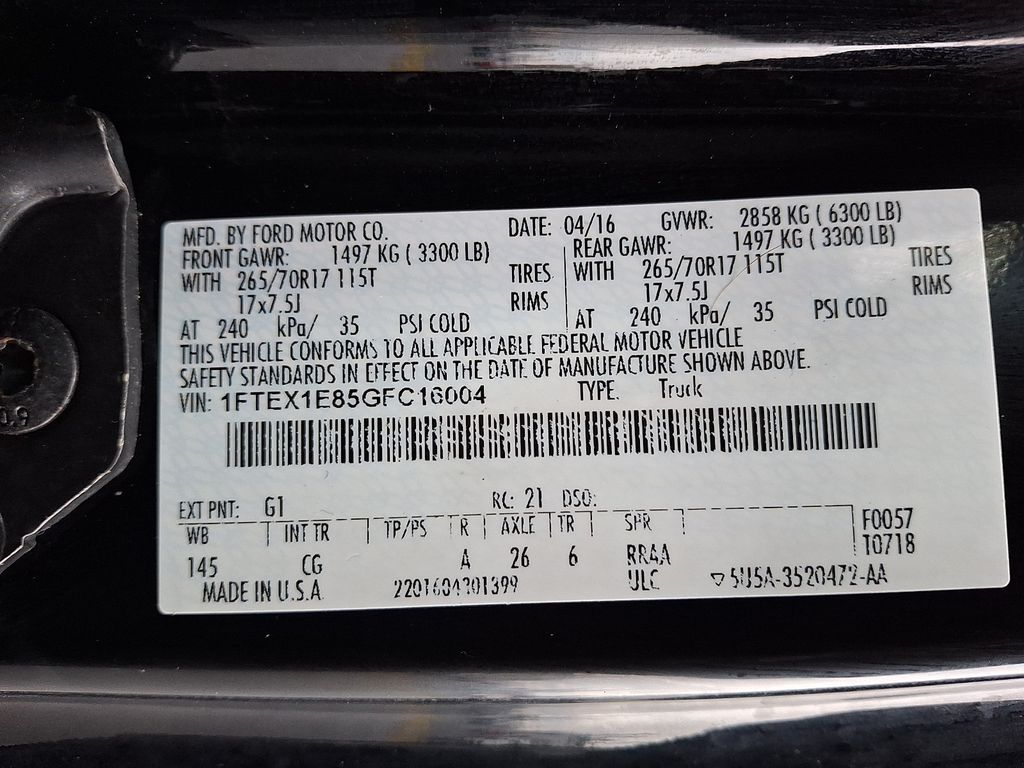 MFD. BY FORD MOTOR CO. DATE: 04/16 GVWR: 2858 KG ( 6300 LB)
FRONT GAWR: 1497 KG ( 3300 LB) REAR GAWR: 1497 KG ( 3300 LB)
WITH 265/70R17 115T TIRES WITH 265/70R17 115T TIRES
17x7.5J RIMS 17x7.5J RIMS
AT 240 kPa/ 35 PSI COLD AT 240 kPa/ 35 PSI COLD
THIS VEHICLE CONFORMS TO ALL APPLICABLE FEDERAL MOTOR VEHICLE
SAFETY STANDARDS IN EFFECT ON THE DATE OF MANUFACTURE SHOWN ABOVE.
VIN: 1FTEX1E85GFC16004 TYPE: Truck
EXT PNT: G1 RC: 21 DSO:
WB INT TR TP/PS R AXLE TR SPR F0057
145 CG A 26 6 RR4A T0718
MADE IN U.S.A. ULC 5U5A-3520472-AA